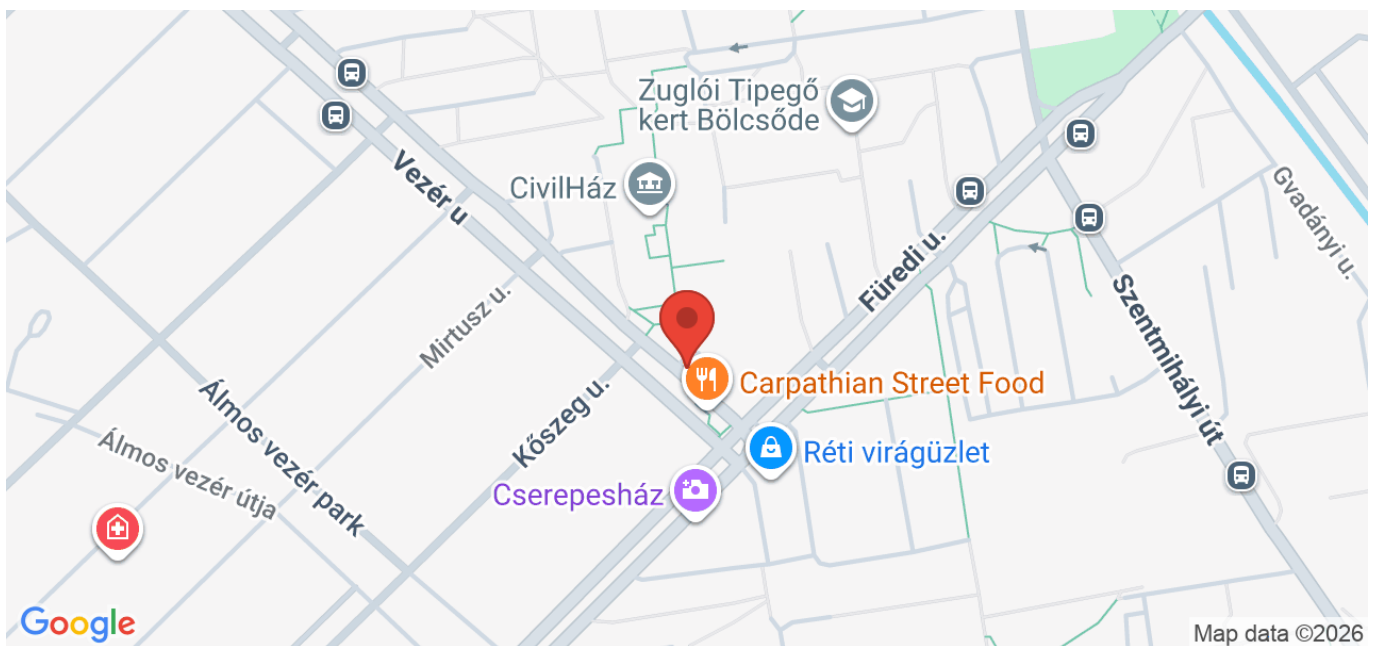 Zuglói Tipegő
kert Bölcsőde
Vezér u
CivilHáz
Gvadányi u.
Füredi u.
Mirtusz u.
Szentmihályi út
Carpathian Street Food
Álmos vezér park
Kőszeg u.
Álmos vezér útja
Réti virágüzlet
Cserepesház
Google
Map data ©2026